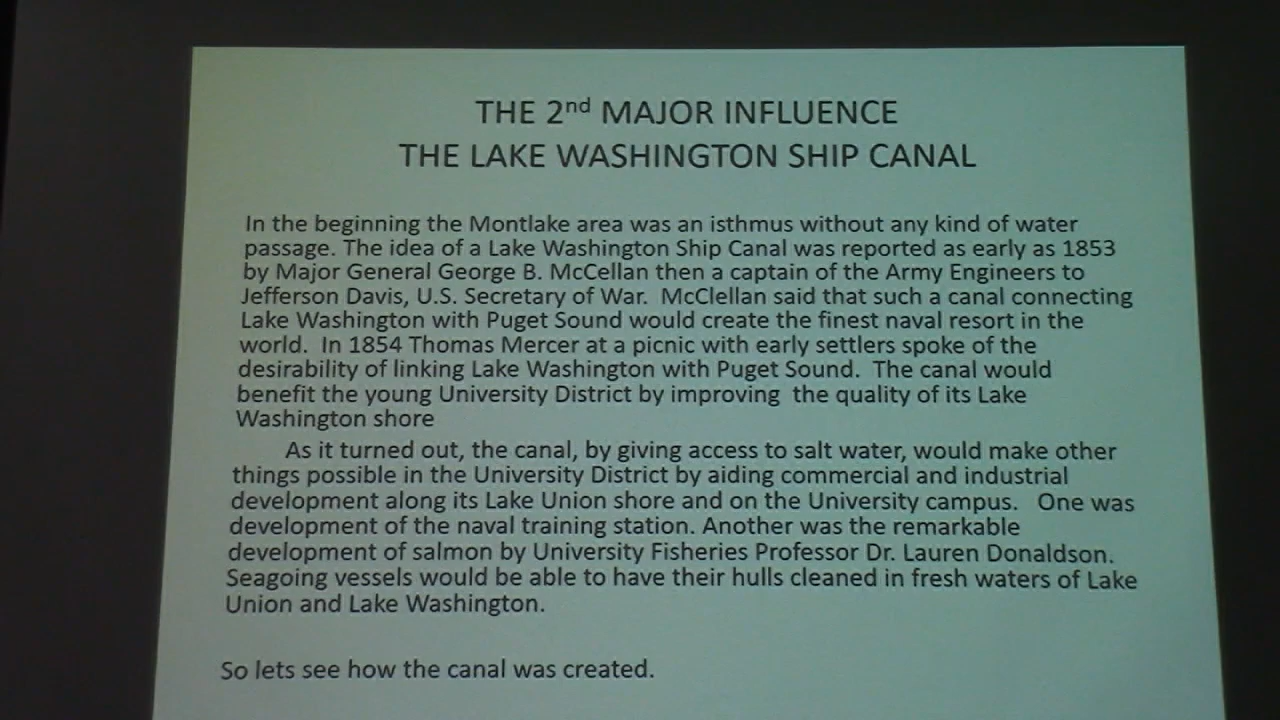 THE 2nd MAJOR INFLUENCE
THE LAKE WASHINGTON SHIP CANAL
In the beginning the Montlake area was an isthmus without any kind of water
passage. The idea of a Lake Washington Ship Canal was reported as early as 1853
by Major General George B. McCellan then a captain of the Army Engineers to
Jefferson Davis, U.S. Secretary of War.  McClellan said that such a canal connecting
Lake Washington with Puget Sound would create the finest naval resort in the
world.  In 1854 Thomas Mercer at a picnic with early settlers spoke of the
desirability of linking Lake Washington with Puget Sound.  The canal would
benefit the young University District by improving  the quality of its Lake
Washington shore
As it turned out, the canal, by giving access to salt water, would make other
things possible in the University District by aiding commercial and industrial
development along its Lake Union shore and on the University campus.   One was
development of the naval training station. Another was the remarkable
development of salmon by University Fisheries Professor Dr. Lauren Donaldson.
Seagoing vessels would be able to have their hulls cleaned in fresh waters of Lake
Union and Lake Washington.
So lets see how the canal was created.